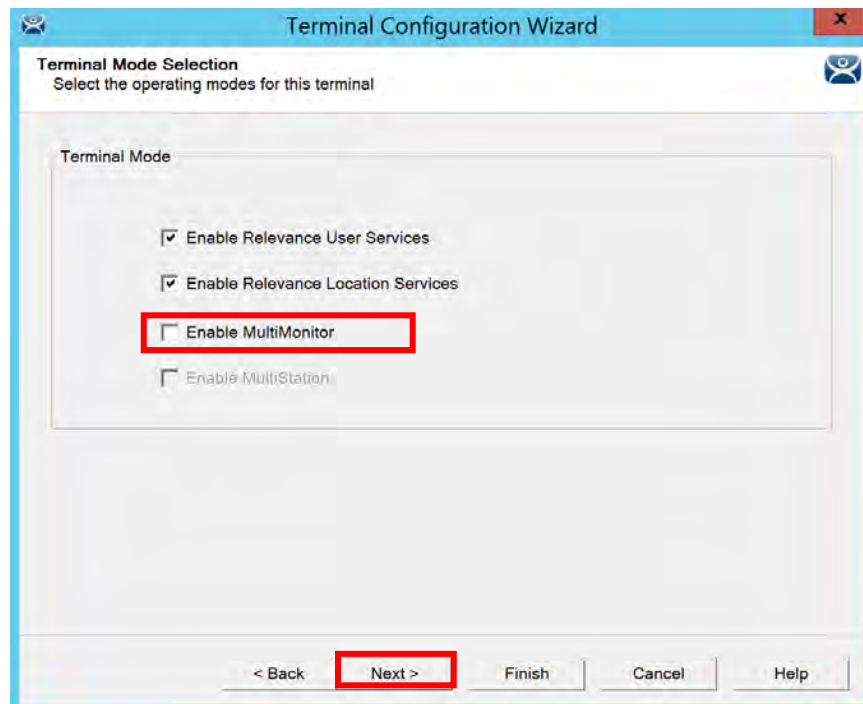 Terminal Configuration Wizard
x
Terminal Mode Selection
Select the operating modes for this terminal
Terminal Mode
Enable Relevance User Services
Enable Relevance Location Services
Enable MultiMonitor
Enable MultiStation
< Back Next > Finish Cancel Help